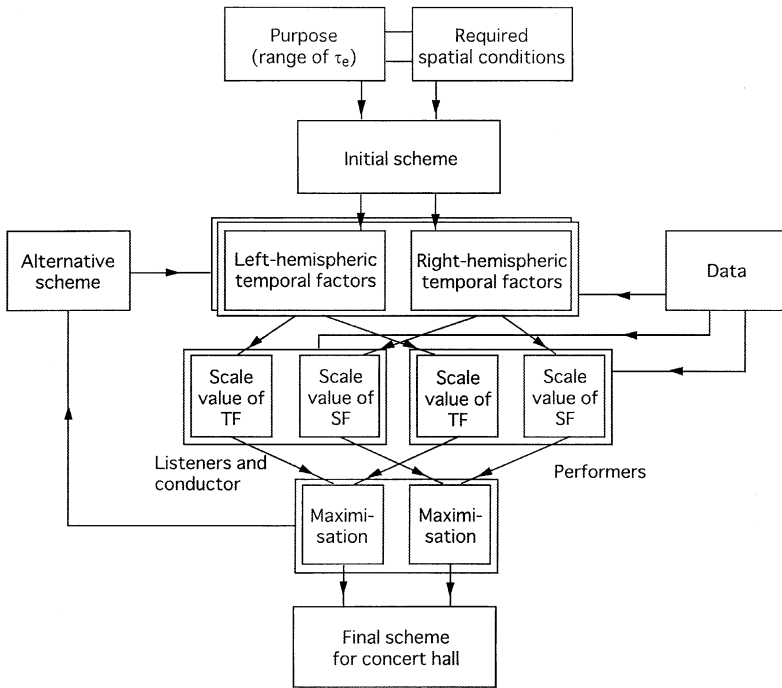 Purpose
(range of τe)
Required
spatial conditions
Initial scheme
Alternative
scheme
Left-hemispheric
temporal factors
Right-hemispheric
temporal factors
Data
Scale
value of
TF
Scale
value of
SF
Scale
value of
TF
Scale
value of
SF
Listeners and
conductor
Performers
Maximi-
sation
Maximi-
sation
Final scheme
for concert hall